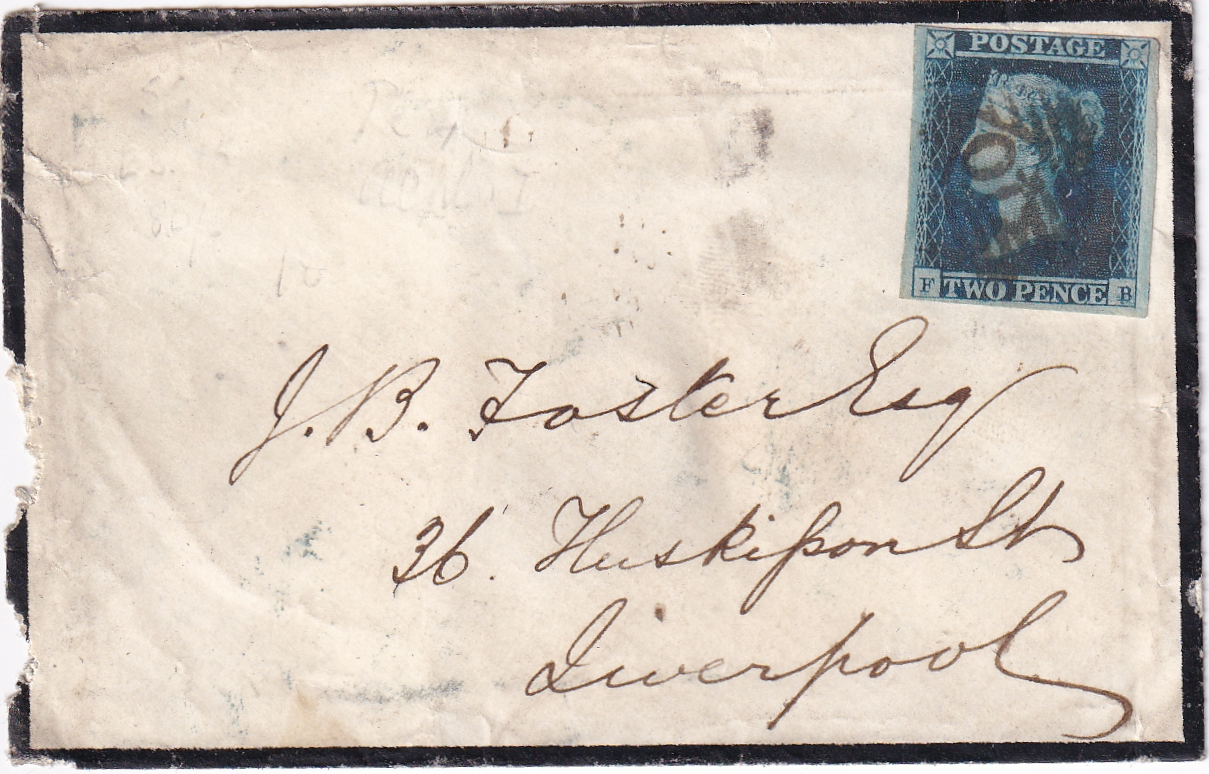 POSTAGE
F TWO PENCE B
J. B. Foster Esq
36. Huskisson St
Liverpool